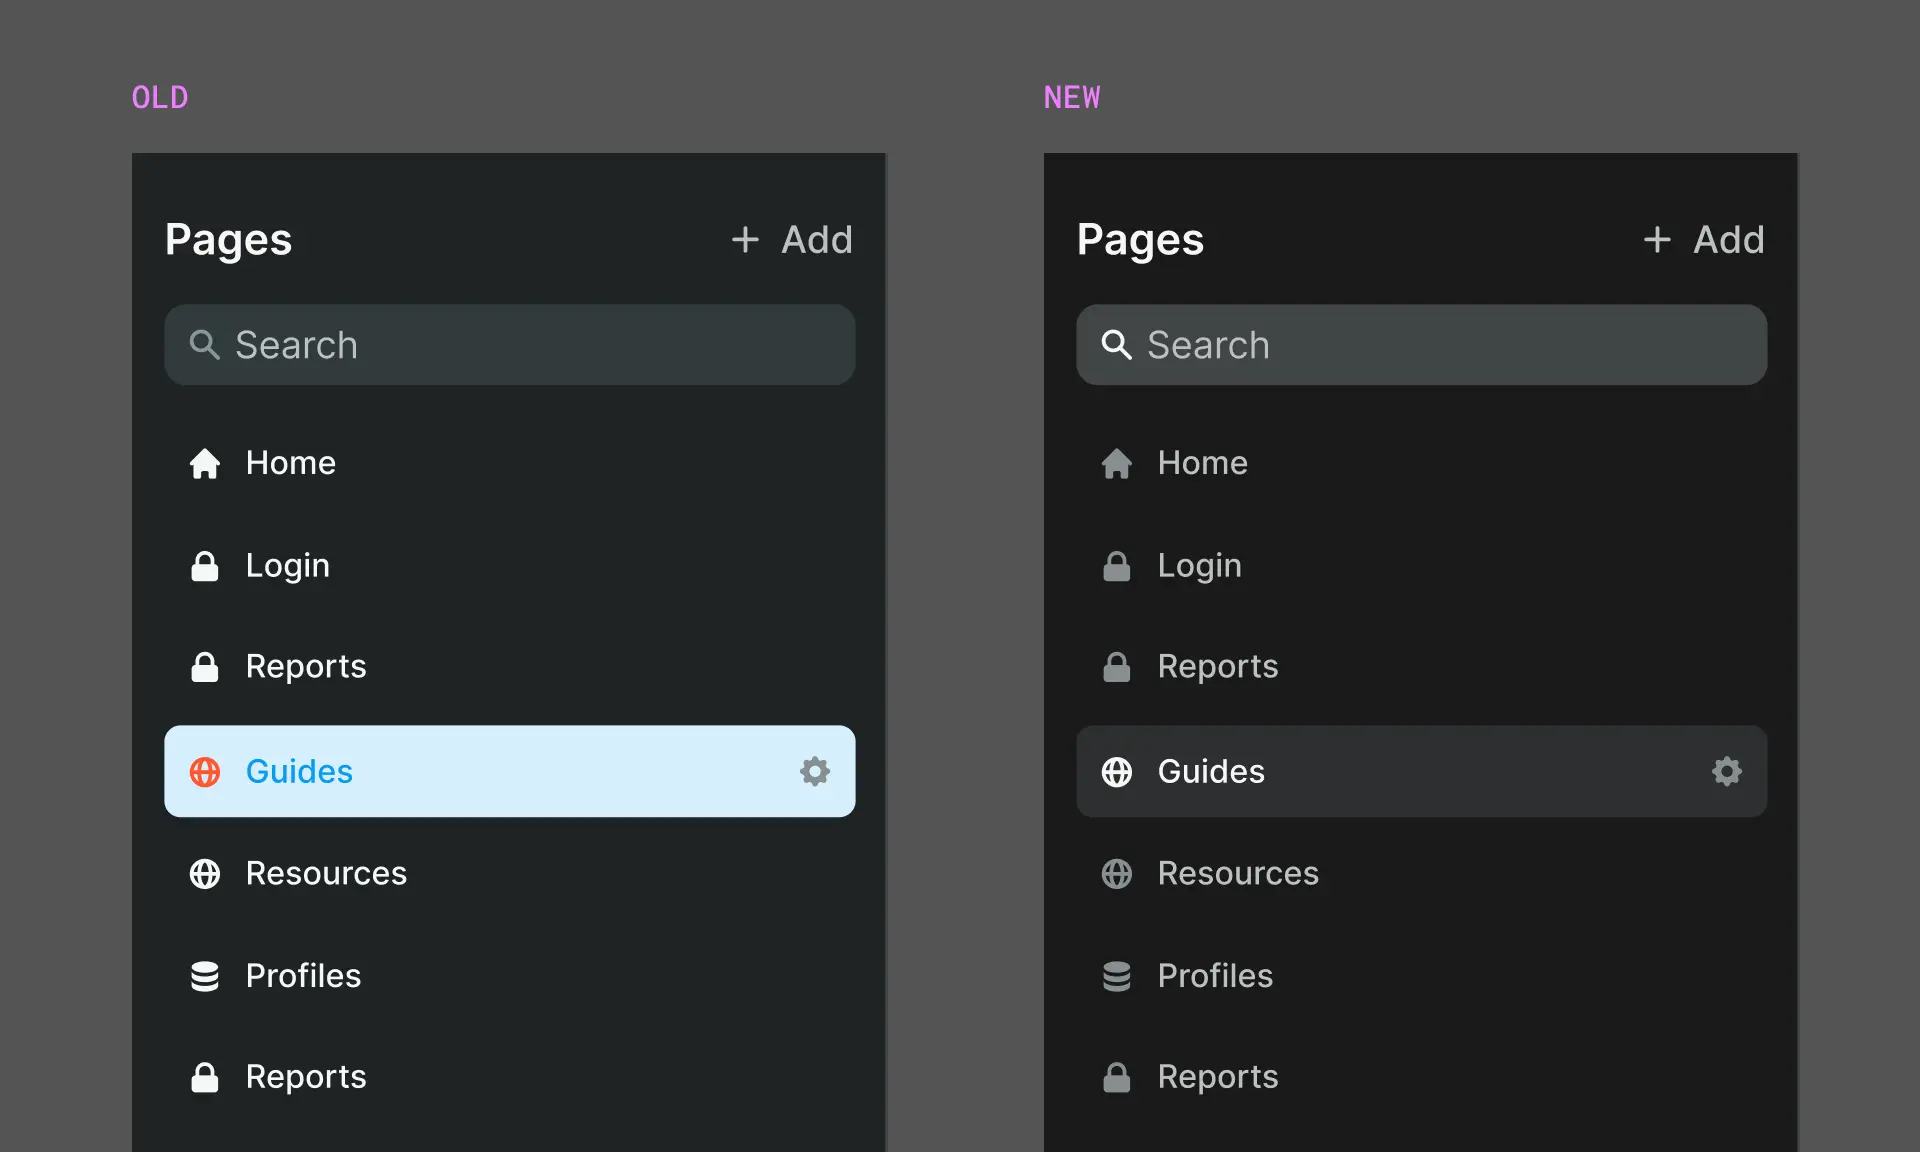 OLD
Pages
+ Add
Search
Home
Login
Reports
Guides
Resources
Profiles
Reports
NEW
Pages
+ Add
Search
Home
Login
Reports
Guides
Resources
Profiles
Reports